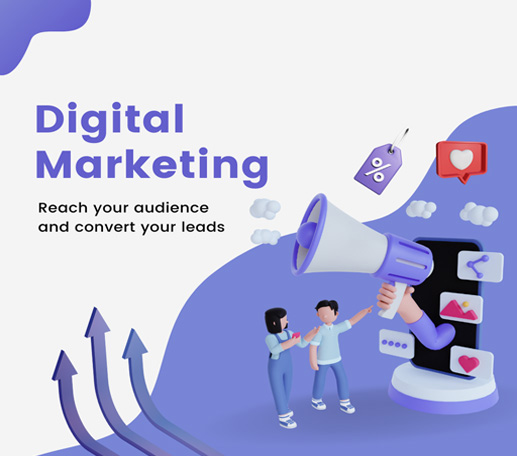 Digital
Marketing
Reach your audience
and convert your leads
%